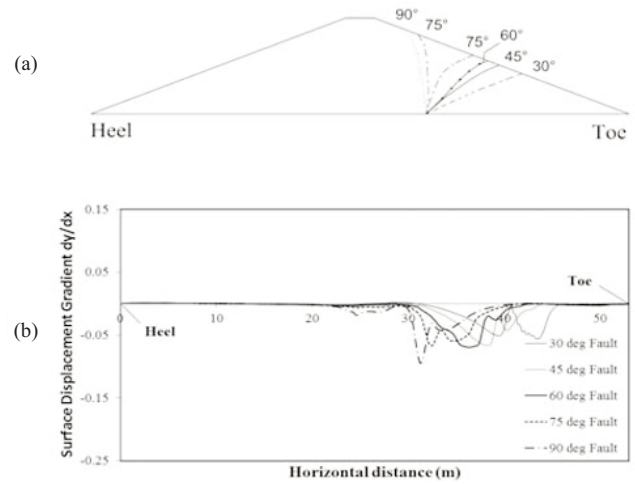 (a)
90°
75°
75°
60°
45°
30°
Heel
Toe
(b)
Surface Displacement Gradient dy/dx
0.15
0.05
-0.05
-0.15
-0.25
0
20
30
40
50
Heel
Toe
30 deg Fault
45 deg Fault
60 deg Fault
75 deg Fault
90 deg Fault
Horizontal distance (m)